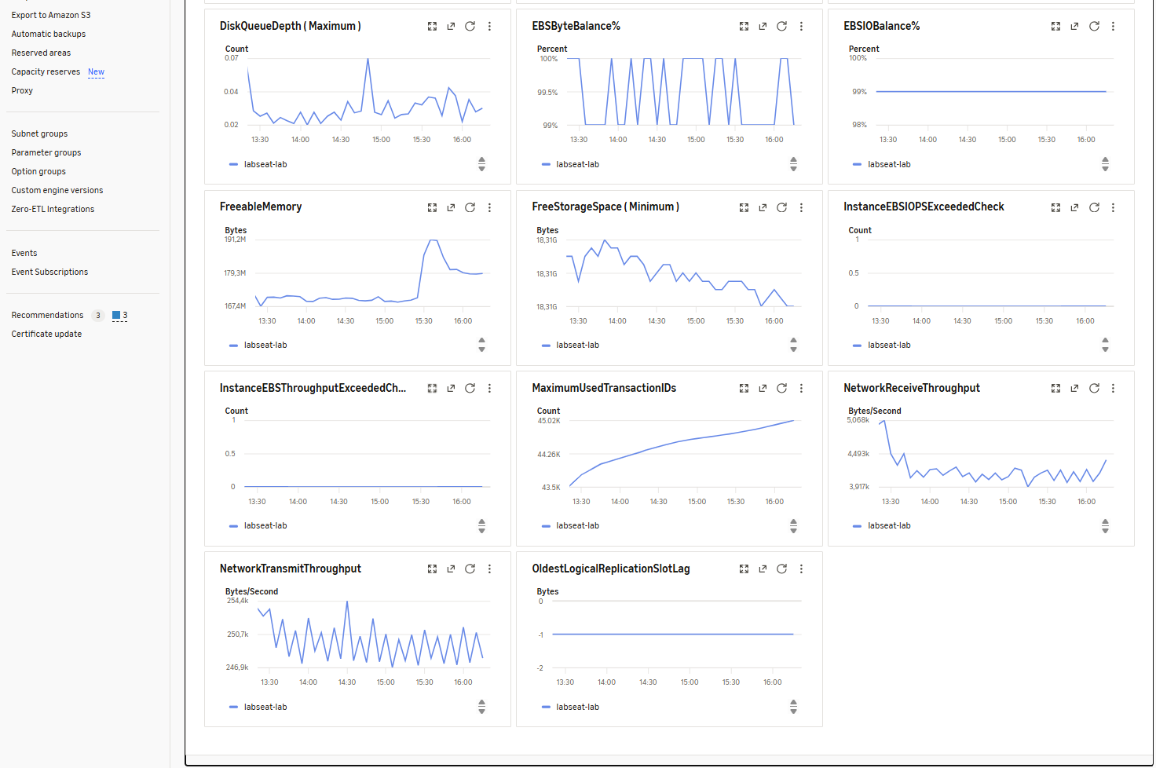 Export to Amazon S3
Automatic backups
Reserved areas
Capacity reserves New
Proxy
Subnet groups
Parameter groups
Option groups
Custom engine versions
Zero-ETL Integrations
Events
Event Subscriptions
Recommendations 3 3
Certificate update
DiskQueueDepth ( Maximum )
Count
0.07
0.04
0.02
13:30 14:00 14:30 15:00 15:30 16:00
labseat-lab
EBSByteBalance%
Percent
100%
99.5%
99%
13:30 14:00 14:30 15:00 15:30 16:00
labseat-lab
EBSIOBalance%
Percent
100%
99%
98%
13:30 14:00 14:30 15:00 15:30 16:00
labseat-lab
FreeableMemory
Bytes
191,2M
179,3M
167,4M
13:30 14:00 14:30 15:00 15:30 16:00
labseat-lab
FreeStorageSpace ( Minimum )
Bytes
18,31G
18,31G
18,31G
13:30 14:00 14:30 15:00 15:30 16:00
labseat-lab
InstanceEBSIOPSExceededCheck
Count
1
0.5
0
13:30 14:00 14:30 15:00 15:30 16:00
labseat-lab
InstanceEBSThroughputExceededCh...
Count
1
0.5
0
13:30 14:00 14:30 15:00 15:30 16:00
labseat-lab
MaximumUsedTransactionIDs
Count
45.02K
44.26K
43.5K
13:30 14:00 14:30 15:00 15:30 16:00
labseat-lab
NetworkReceiveThroughput
Bytes/Second
5,068k
4,493k
3,917k
13:30 14:00 14:30 15:00 15:30 16:00
labseat-lab
NetworkTransmitThroughput
Bytes/Second
254,4k
250,7k
246,9k
13:30 14:00 14:30 15:00 15:30 16:00
labseat-lab
OldestLogicalReplicationSlotLag
Bytes
0
-1
-2
13:30 14:00 14:30 15:00 15:30 16:00
labseat-lab